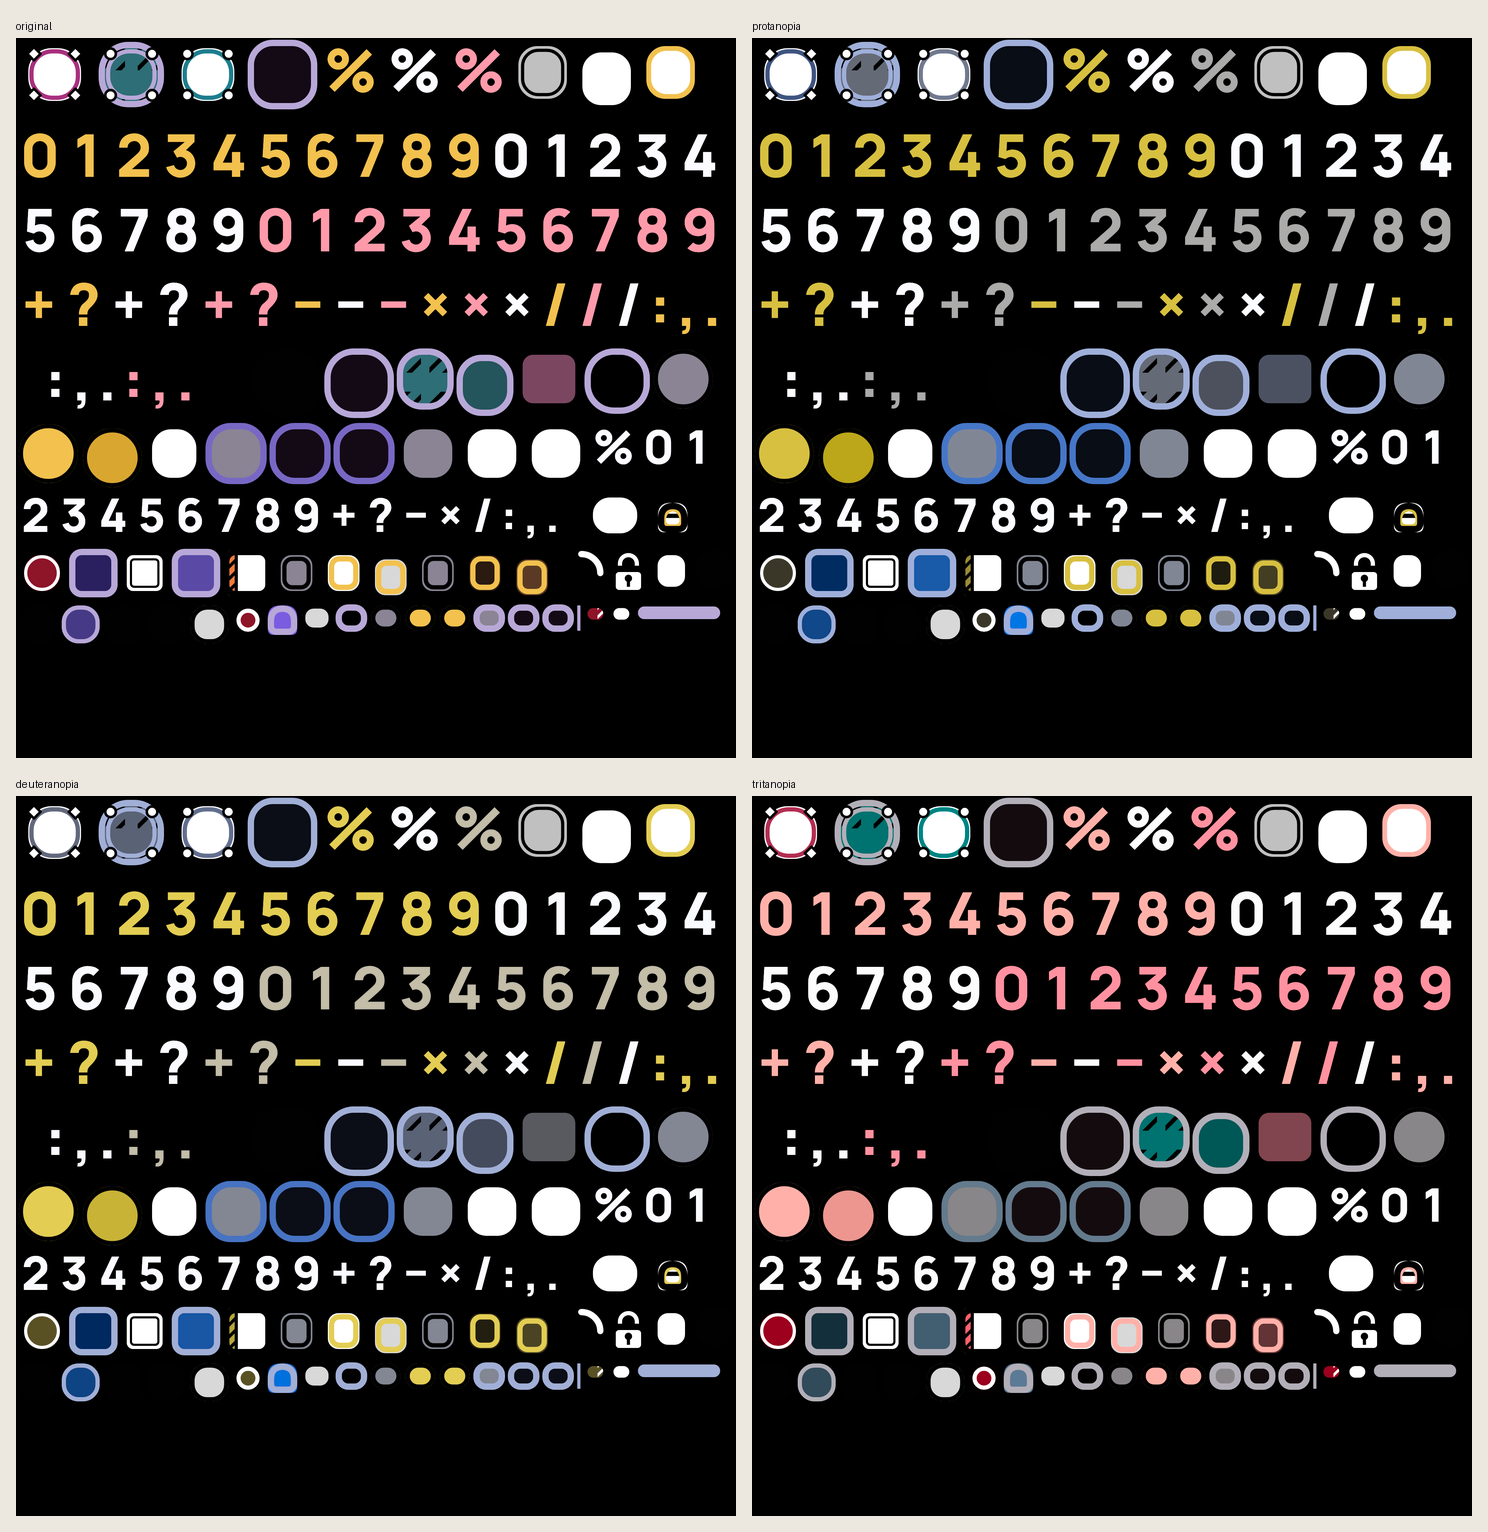 original
protanopia
% % %
% % %
0 1 2 3 4 5 6 7 8 9 0 1 2 3 4
0 1 2 3 4 5 6 7 8 9 0 1 2 3 4
5 6 7 8 9 0 1 2 3 4 5 6 7 8 9
5 6 7 8 9 0 1 2 3 4 5 6 7 8 9
+ ? + ? + ? − − − × × × / / / : , .
+ ? + ? + ? − − − × × × / / / : , .
: , . : , .
: , . : , .
% 0 1
% 0 1
2 3 4 5 6 7 8 9 + ? − × / : , .
2 3 4 5 6 7 8 9 + ? − × / : , .
deuteranopia
tritanopia
% % %
% % %
0 1 2 3 4 5 6 7 8 9 0 1 2 3 4
0 1 2 3 4 5 6 7 8 9 0 1 2 3 4
5 6 7 8 9 0 1 2 3 4 5 6 7 8 9
5 6 7 8 9 0 1 2 3 4 5 6 7 8 9
+ ? + ? + ? − − − × × × / / / : , .
+ ? + ? + ? − − − × × × / / / : , .
: , . : , .
: , . : , .
% 0 1
% 0 1
2 3 4 5 6 7 8 9 + ? − × / : , .
2 3 4 5 6 7 8 9 + ? − × / : , .